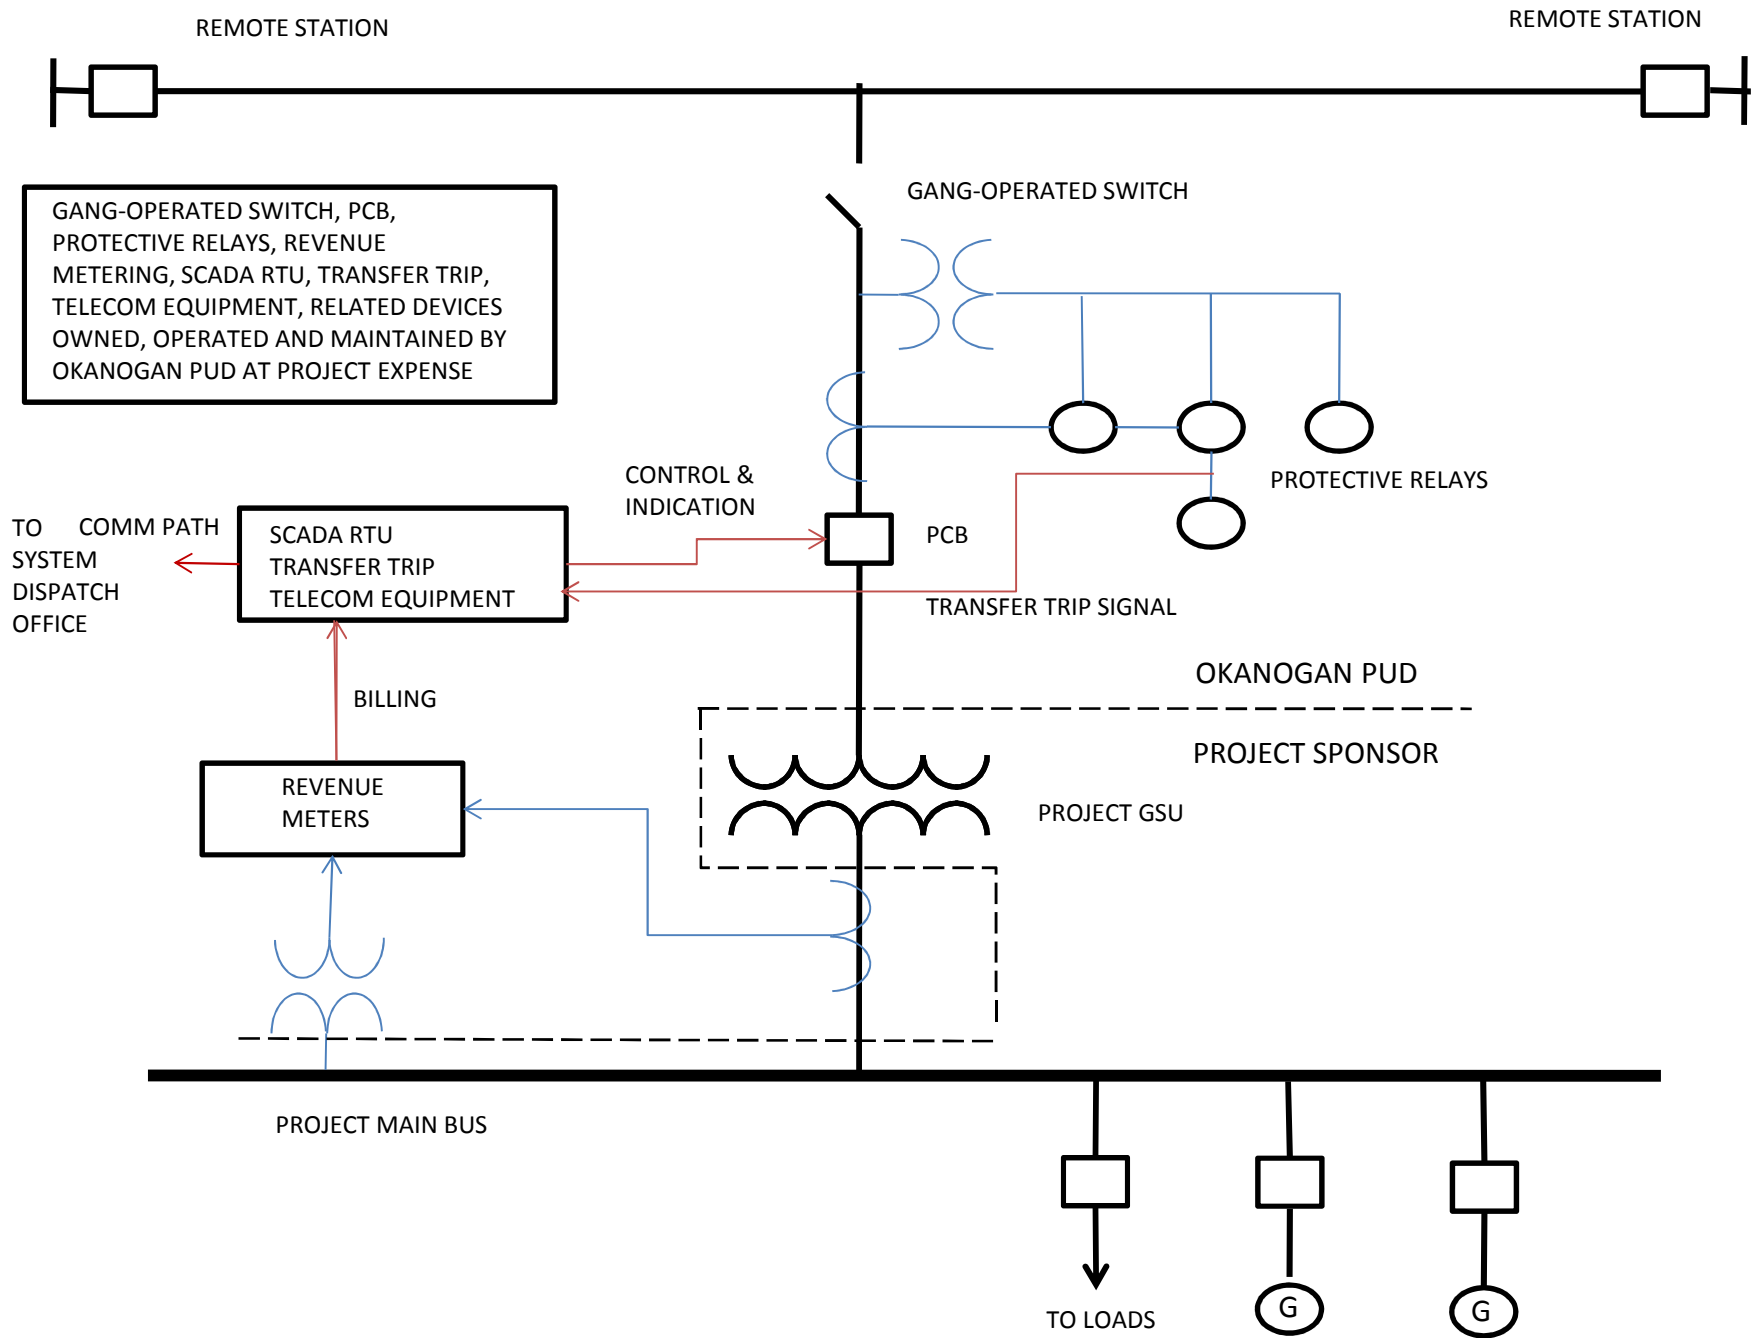 REMOTE STATION
REMOTE STATION
GANG-OPERATED SWITCH
GANG-OPERATED SWITCH, PCB,
PROTECTIVE RELAYS, REVENUE
METERING, SCADA RTU, TRANSFER TRIP,
TELECOM EQUIPMENT, RELATED DEVICES
OWNED, OPERATED AND MAINTAINED BY
OKANOGAN PUD AT PROJECT EXPENSE
CONTROL &
INDICATION
PROTECTIVE RELAYS
TO
SYSTEM
DISPATCH
OFFICE
COMM PATH
SCADA RTU
TRANSFER TRIP
TELECOM EQUIPMENT
PCB
TRANSFER TRIP SIGNAL
OKANOGAN PUD
BILLING
PROJECT SPONSOR
REVENUE
METERS
PROJECT GSU
PROJECT MAIN BUS
TO LOADS
G
G